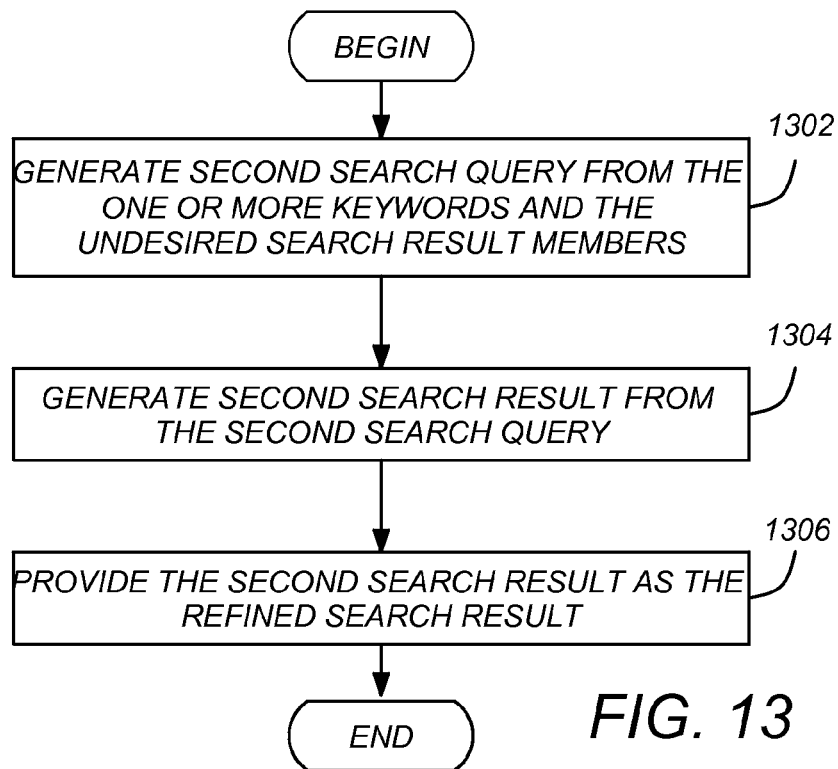 BEGIN
1302
GENERATE SECOND SEARCH QUERY FROM THE
ONE OR MORE KEYWORDS AND THE
UNDESIRED SEARCH RESULT MEMBERS
1304
GENERATE SECOND SEARCH RESULT FROM
THE SECOND SEARCH QUERY
1306
PROVIDE THE SECOND SEARCH RESULT AS THE
REFINED SEARCH RESULT
END
FIG. 13